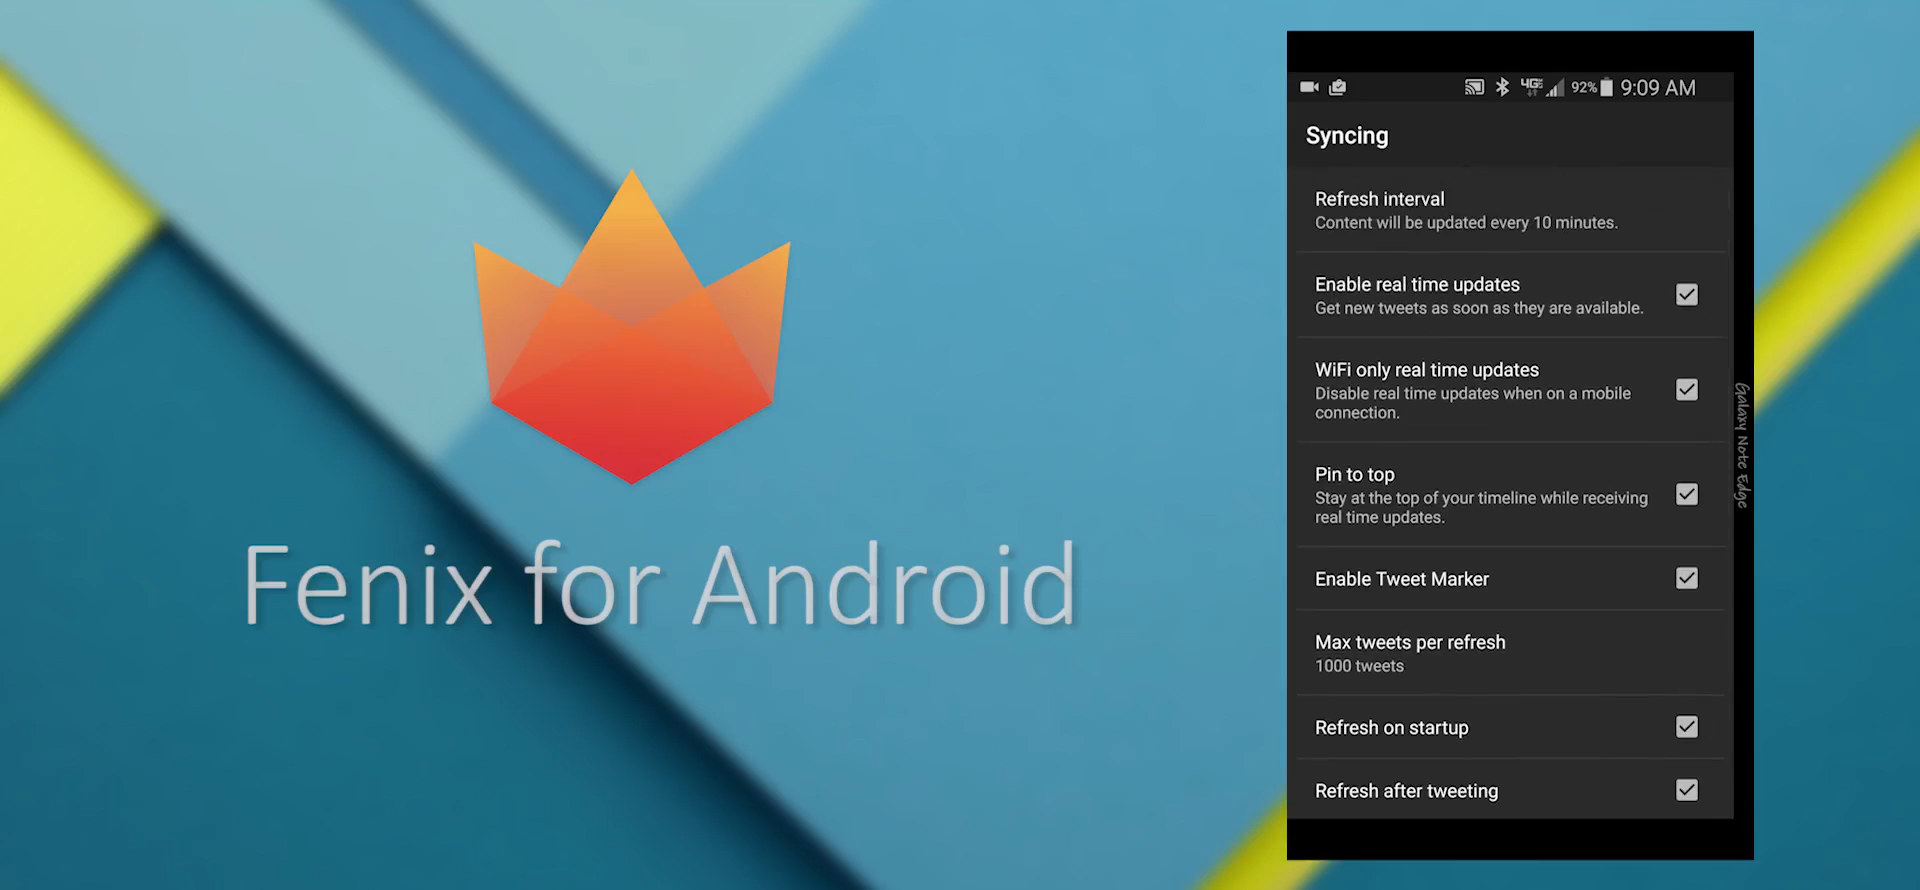 Fenix for Android
4G 92% 9:09 AM
Syncing
Refresh interval
Content will be updated every 10 minutes.
Enable real time updates
Get new tweets as soon as they are available.
WiFi only real time updates
Disable real time updates when on a mobile
connection.
Pin to top
Stay at the top of your timeline while receiving
real time updates.
Enable Tweet Marker
Max tweets per refresh
1000 tweets
Refresh on startup
Refresh after tweeting
Galaxy Note Edge